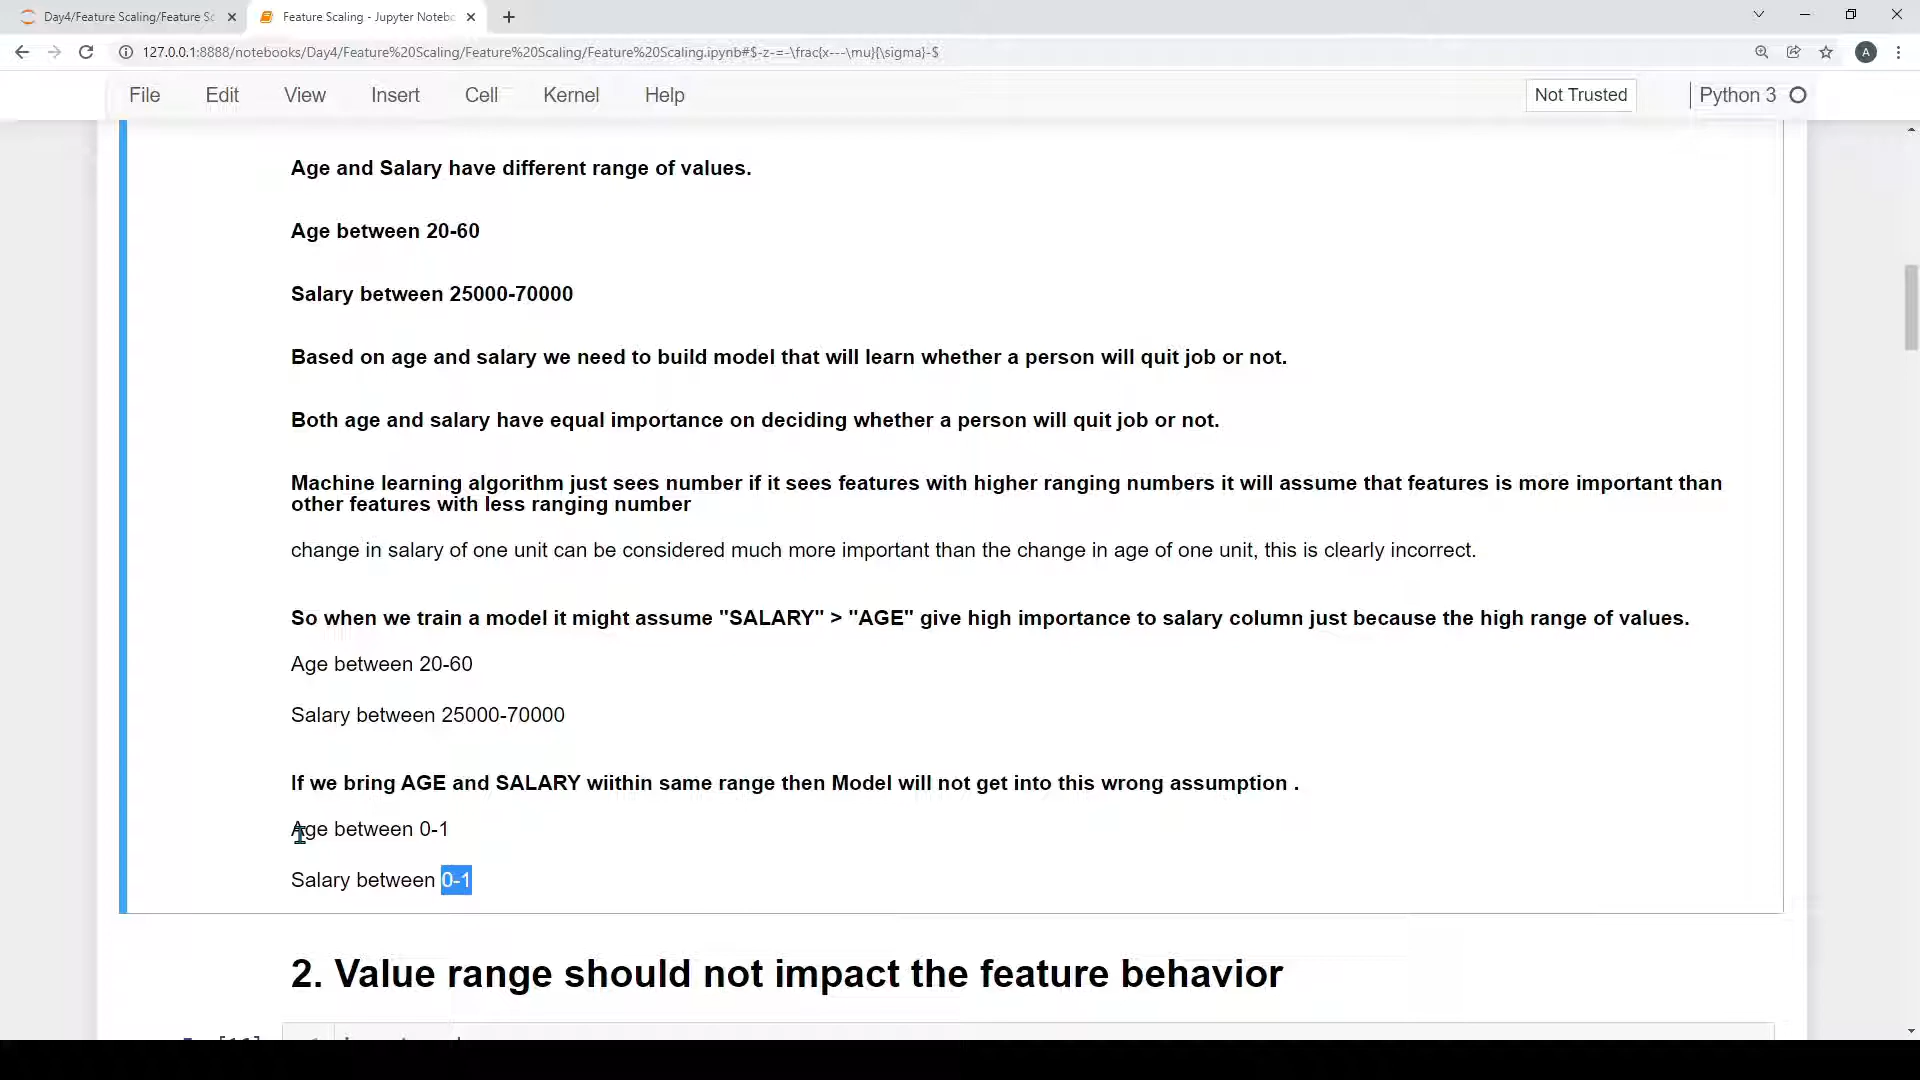 Day4/Feature Scaling/Feature Sc
Feature Scaling - Jupyter Notebo
127.0.0.1:8888/notebooks/Day4/Feature%20Scaling/Feature%20Scaling/Feature%20Scaling.ipynb#$-z-=-\frac{x---\mu}{\sigma}-$
A
File Edit View Insert Cell Kernel Help
Not Trusted
Python 3
Age and Salary have different range of values.
Age between 20-60
Salary between 25000-70000
Based on age and salary we need to build model that will learn whether a person will quit job or not.
Both age and salary have equal importance on deciding whether a person will quit job or not.
Machine learning algorithm just sees number if it sees features with higher ranging numbers it will assume that features is more important than
other features with less ranging number
change in salary of one unit can be considered much more important than the change in age of one unit, this is clearly incorrect.
So when we train a model it might assume "SALARY" > "AGE" give high importance to salary column just because the high range of values.
Age between 20-60
Salary between 25000-70000
If we bring AGE and SALARY wiithin same range then Model will not get into this wrong assumption .
Age between 0-1
Salary between 0-1
2. Value range should not impact the feature behavior